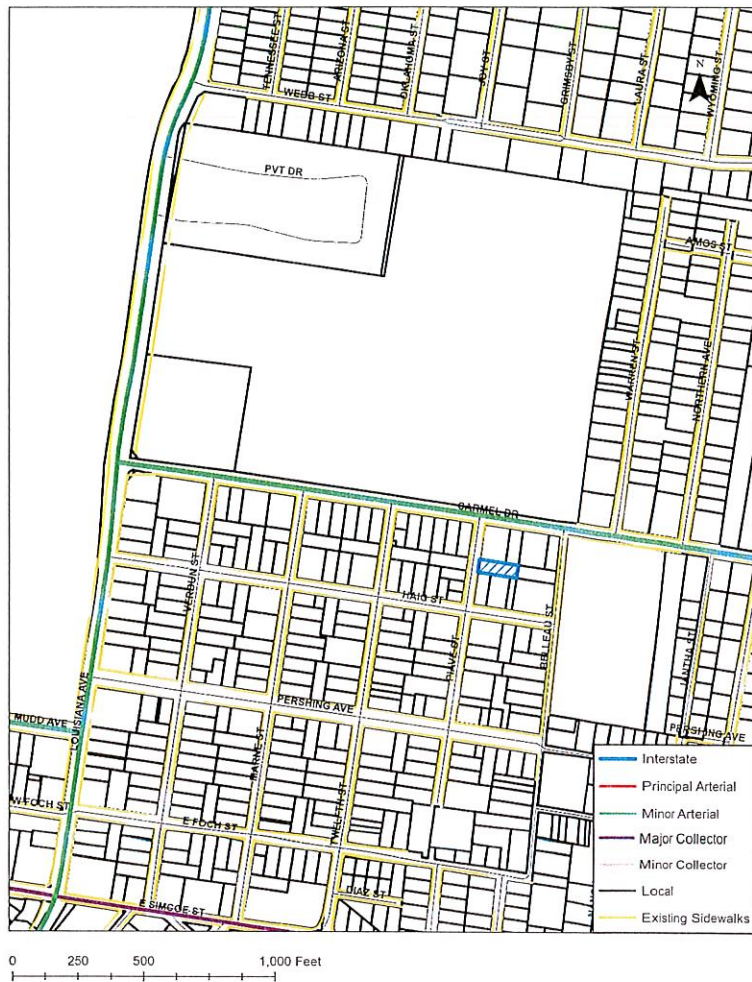 TENNESSEE ST
ARIZONA ST
OKLAHOMA ST
JOY ST
GRIMSBY ST
LAURA ST
WYOMING ST
N
WEBB ST
PVT DR
AMOS ST
WARREN ST
NORTHERN AVE
CARMEL DR
VERDUN ST
HAIG ST
PIAVE ST
BELLEAU ST
IANTHA ST
LOUISIANA AVE
PERSHING AVE
PERSHING AVE
MUDD AVE
MARNE ST
TWELFTH ST
W FOCH ST
E FOCH ST
DIAZ ST
E SIMCOE ST
Interstate
Principal Arterial
Minor Arterial
Major Collector
Minor Collector
Local
Existing Sidewalks
0 250 500 1,000 Feet